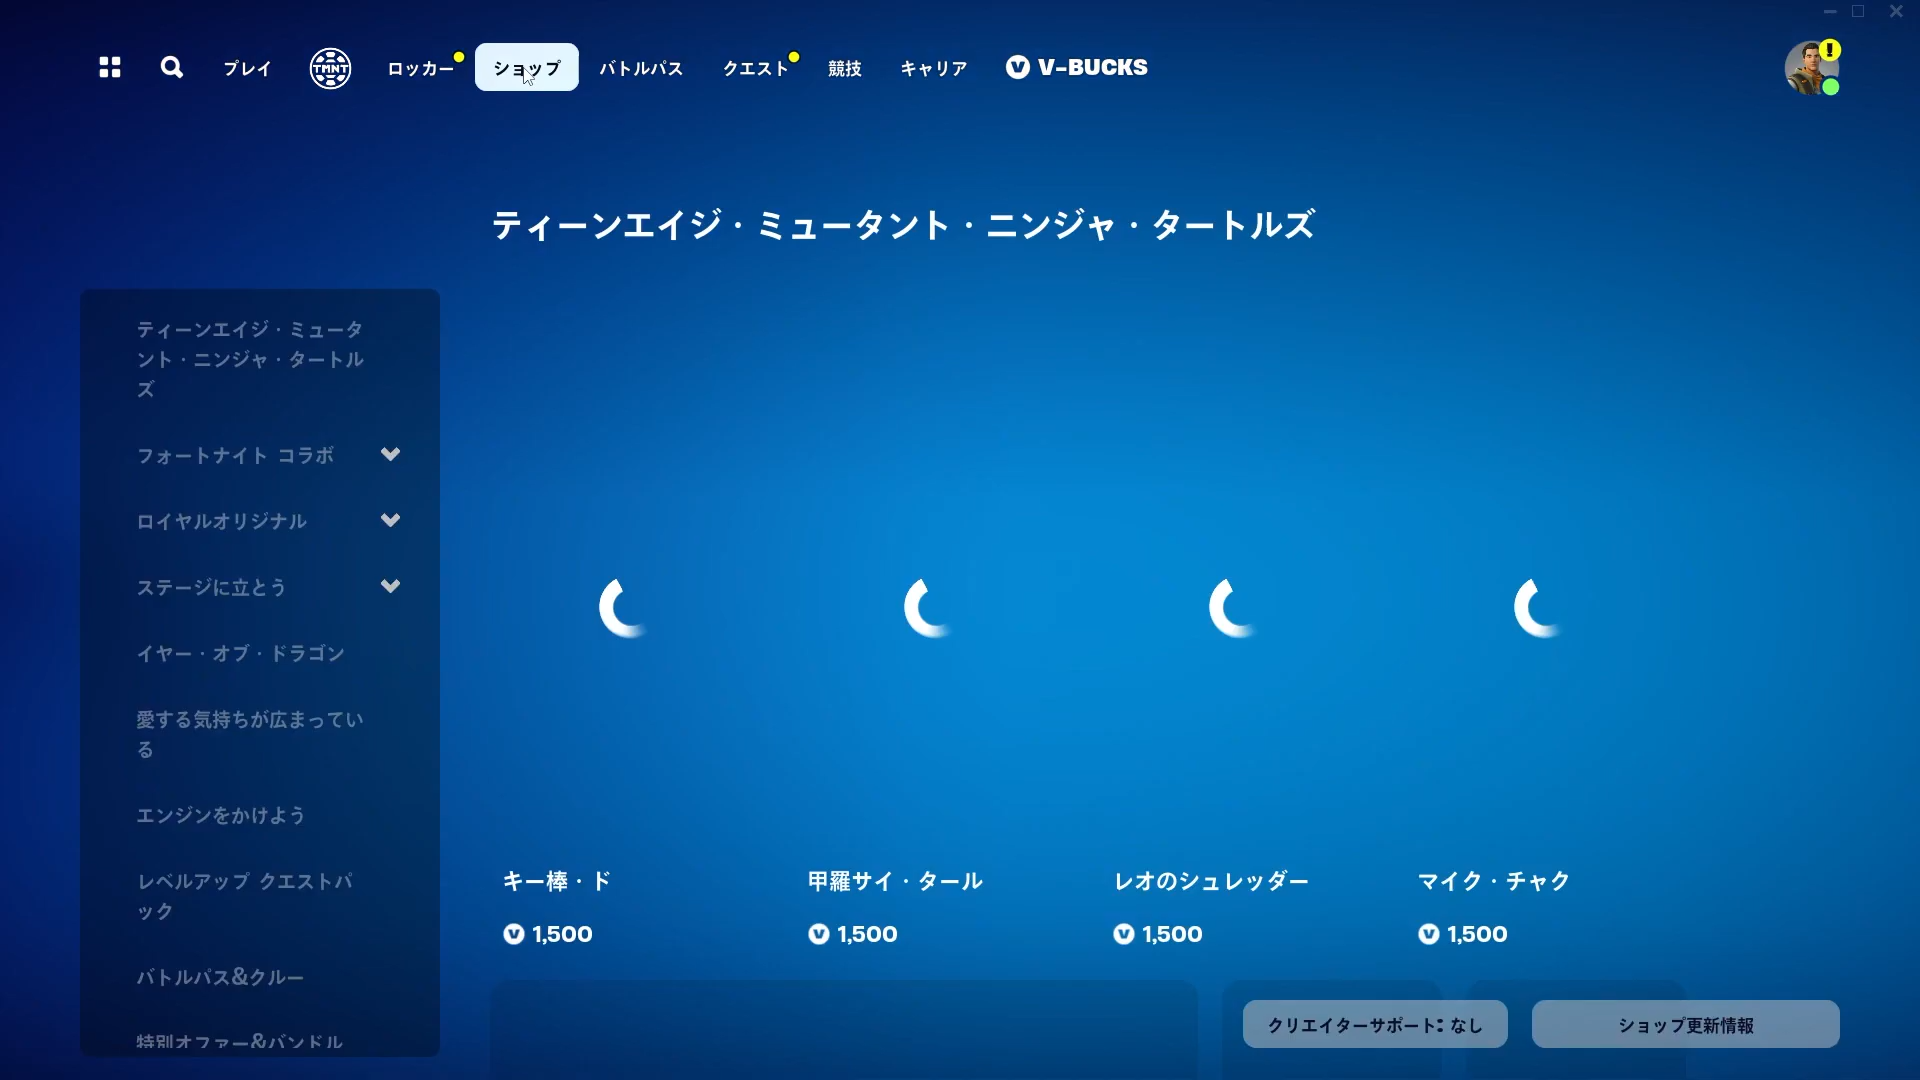 プレイ
TMNT
ロッカー
ショップ
バトルパス
クエスト
競技
キャリア
V-BUCKS
ティーンエイジ・ミュータント・ニンジャ・タートルズ
ティーンエイジ・ミュータ
ント・ニンジャ・タートル
ズ
フォートナイト コラボ
ロイヤルオリジナル
ステージに立とう
イヤー・オブ・ドラゴン
愛する気持ちが広まってい
る
エンジンをかけよう
レベルアップ クエストパ
ック
バトルパス&クルー
特別オファー&バンドル
キー棒・ド
1,500
甲羅サイ・タール
1,500
レオのシュレッダー
1,500
マイク・チャク
1,500
クリエイターサポート: なし
ショップ更新情報